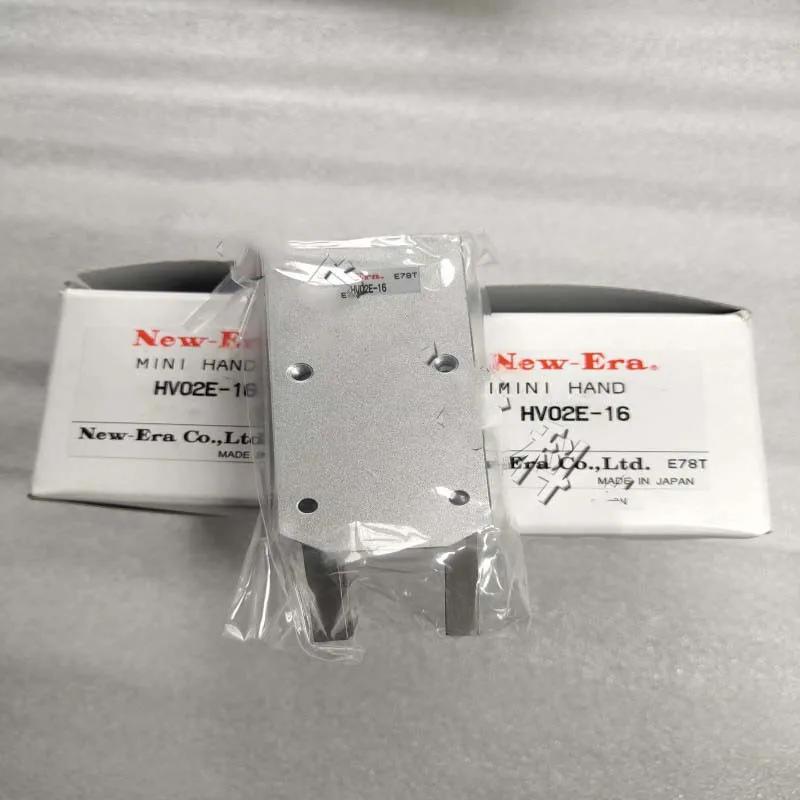 New-Era
MINI HAND
HV02E-16
New-Era Co.,Ltd
MADE
E78T
HV02E-16
New-Era.
MINI HAND
HV02E-16
Era Co.,Ltd. E78T
MADE IN JAPAN